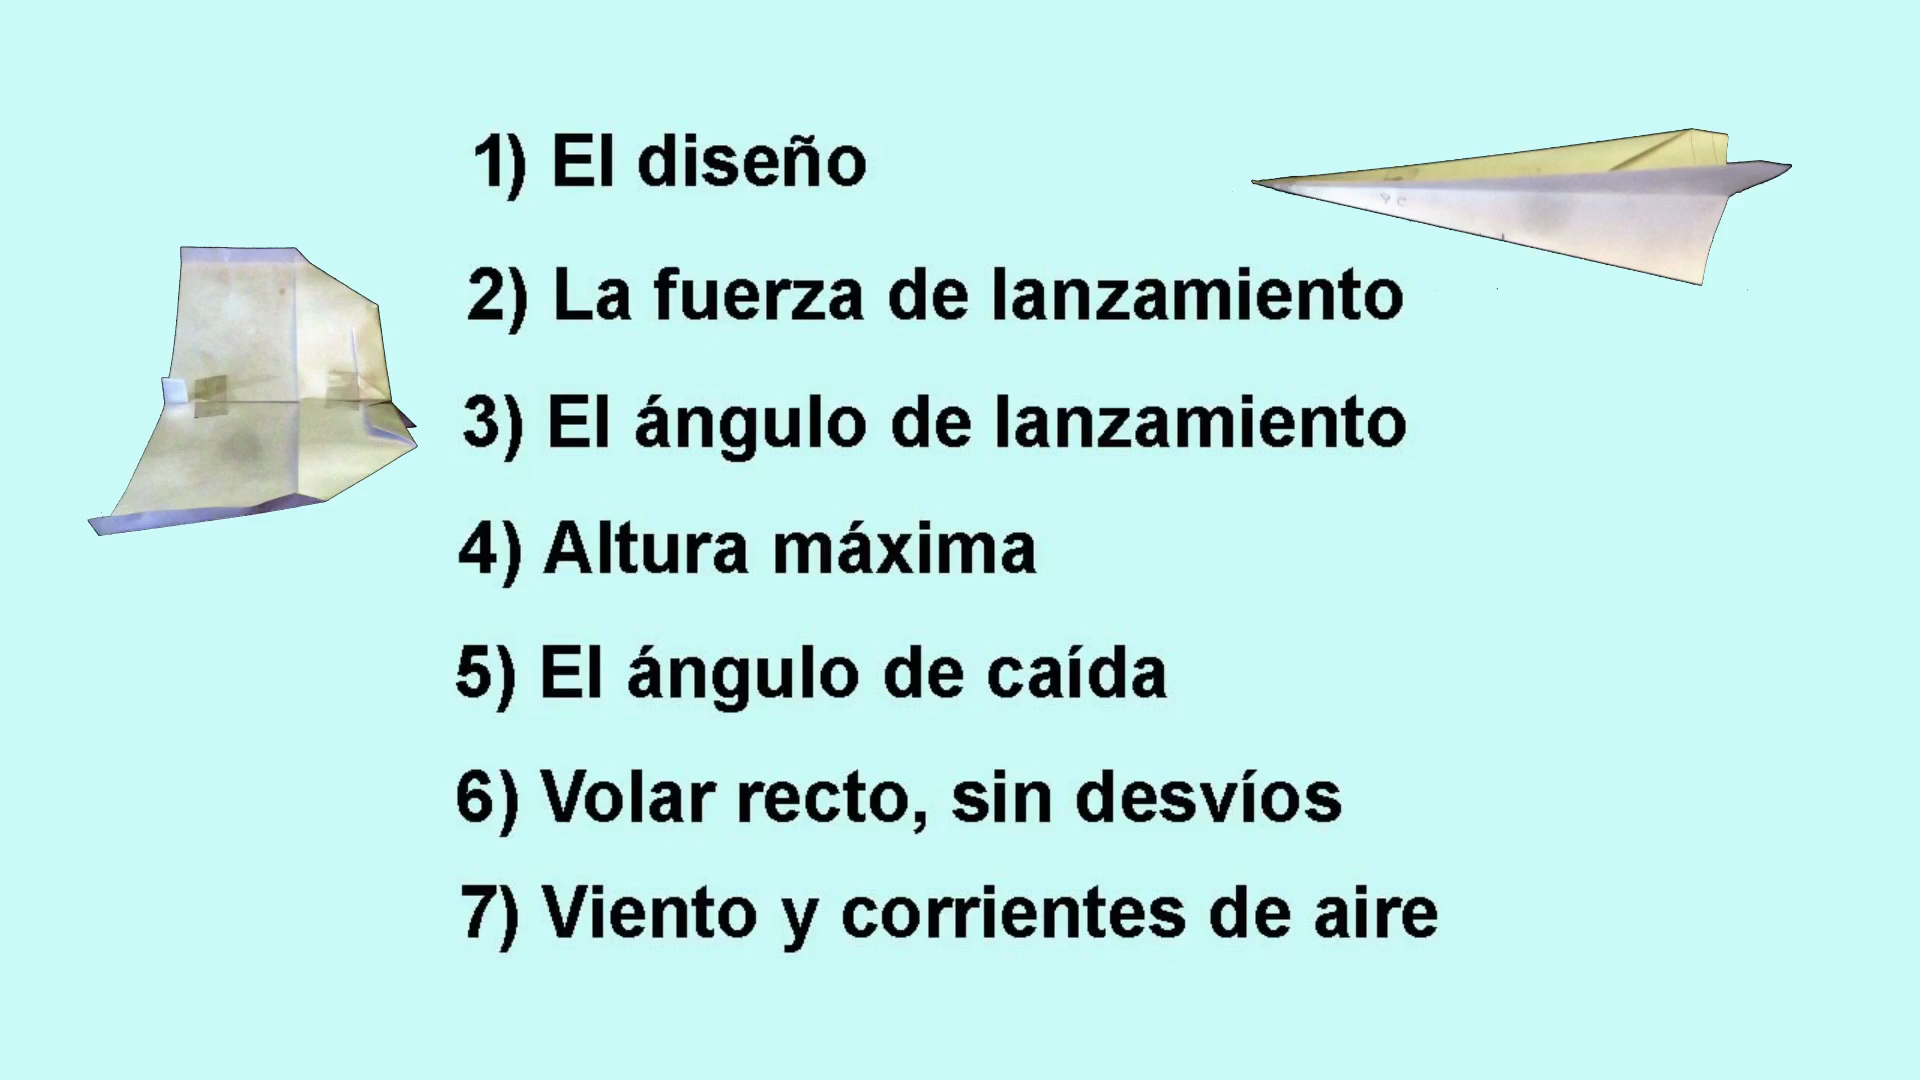 1) El diseño
2) La fuerza de lanzamiento
3) El ángulo de lanzamiento
4) Altura máxima
5) El ángulo de caída
6) Volar recto, sin desvíos
7) Viento y corrientes de aire